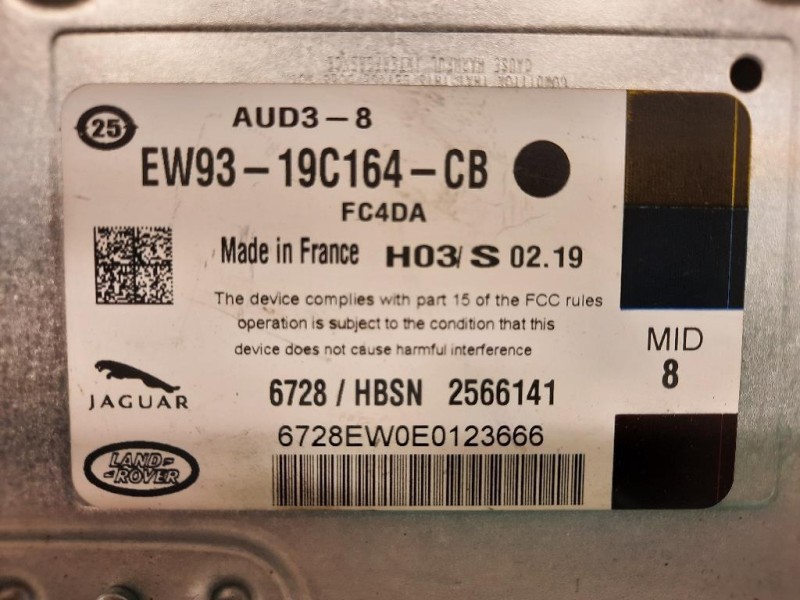 25
AUD3-8
EW93-19C164-CB
FC4DA
Made in France H03/S 02.19
The device complies with part 15 of the FCC rules
operation is subject to the condition that this
device does not cause harmful interference
MID
8
JAGUAR
6728 / HBSN 2566141
6728EW0E0123666
LAND-
-ROVER